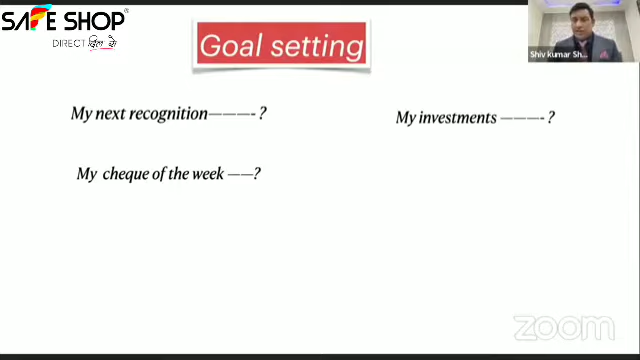 SAFE SHOP®
DIRECT दिल से
Goal setting
Shiv kumar Sh...
My next recognition————-?
My investments ————-?
My cheque of the week ——?
zoom